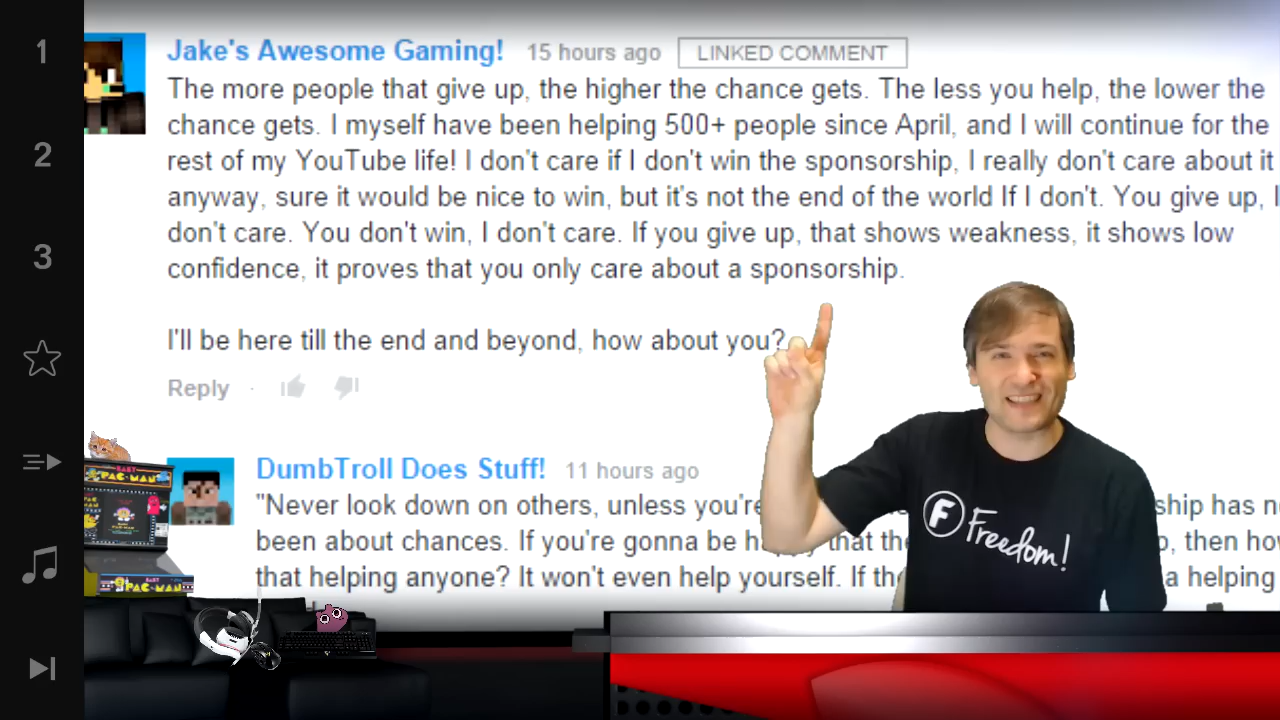 1
2
3
Jake's Awesome Gaming! 15 hours ago LINKED COMMENT
The more people that give up, the higher the chance gets. The less you help, the lower the
chance gets. I myself have been helping 500+ people since April, and I will continue for the
rest of my YouTube life! I don't care if I don't win the sponsorship, I really don't care about it
anyway, sure it would be nice to win, but it's not the end of the world If I don't. You give up, I
don't care. You don't win, I don't care. If you give up, that shows weakness, it shows low
confidence, it proves that you only care about a sponsorship.
I'll be here till the end and beyond, how about you?
Reply ·
DumbTroll Does Stuff! 11 hours ago
"Never look down on others, unless you're
been about chances. If you're gonna be that
that helping anyone? It won't even help yourself. If
then
a helping
F Freedom!
BABY PAC-MAN
BABY PAC-MAN